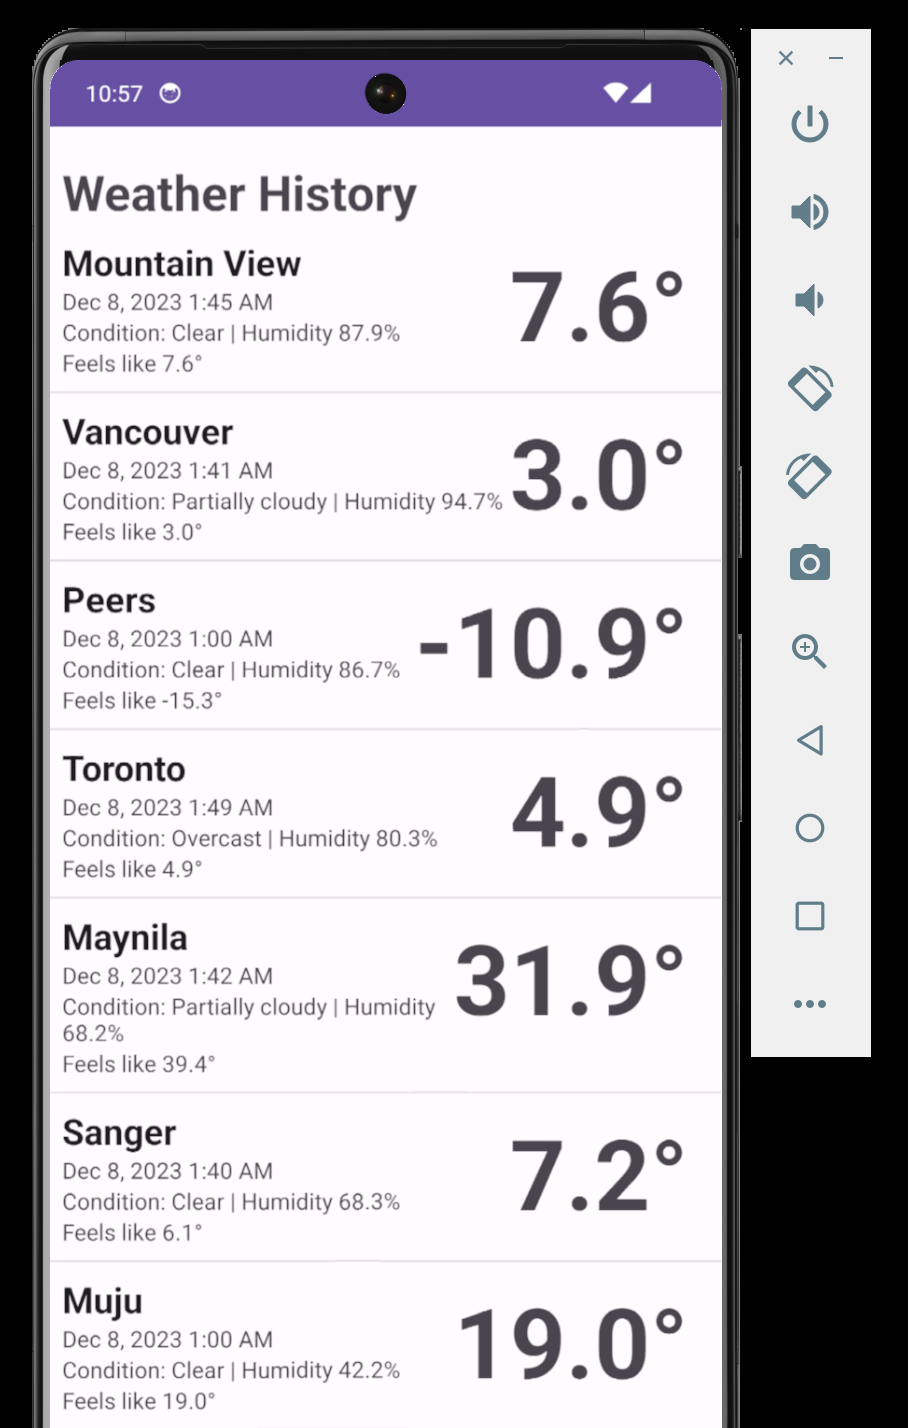 10:57
Weather History
Mountain View
Dec 8, 2023 1:45 AM
Condition: Clear | Humidity 87.9%
Feels like 7.6°
7.6°
Vancouver
Dec 8, 2023 1:41 AM
Condition: Partially cloudy | Humidity 94.7%
Feels like 3.0°
3.0°
Peers
Dec 8, 2023 1:00 AM
Condition: Clear | Humidity 86.7%
Feels like -15.3°
-10.9°
Toronto
Dec 8, 2023 1:49 AM
Condition: Overcast | Humidity 80.3%
Feels like 4.9°
4.9°
Maynila
Dec 8, 2023 1:42 AM
Condition: Partially cloudy | Humidity
68.2%
Feels like 39.4°
31.9°
Sanger
Dec 8, 2023 1:40 AM
Condition: Clear | Humidity 68.3%
Feels like 6.1°
7.2°
Muju
Dec 8, 2023 1:00 AM
Condition: Clear | Humidity 42.2%
Feels like 19.0°
19.0°